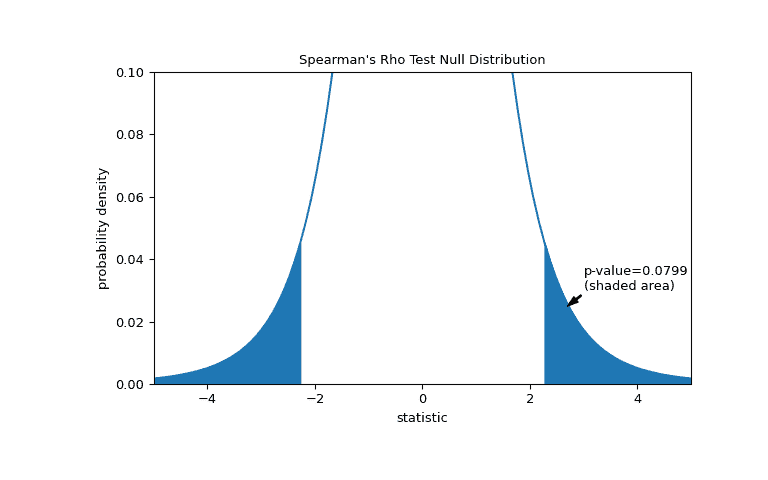 Spearman's Rho Test Null Distribution
0.10
0.08
0.06
0.04
0.02
0.00
probability density
p-value=0.0799
(shaded area)
−4
−2
0
2
4
statistic